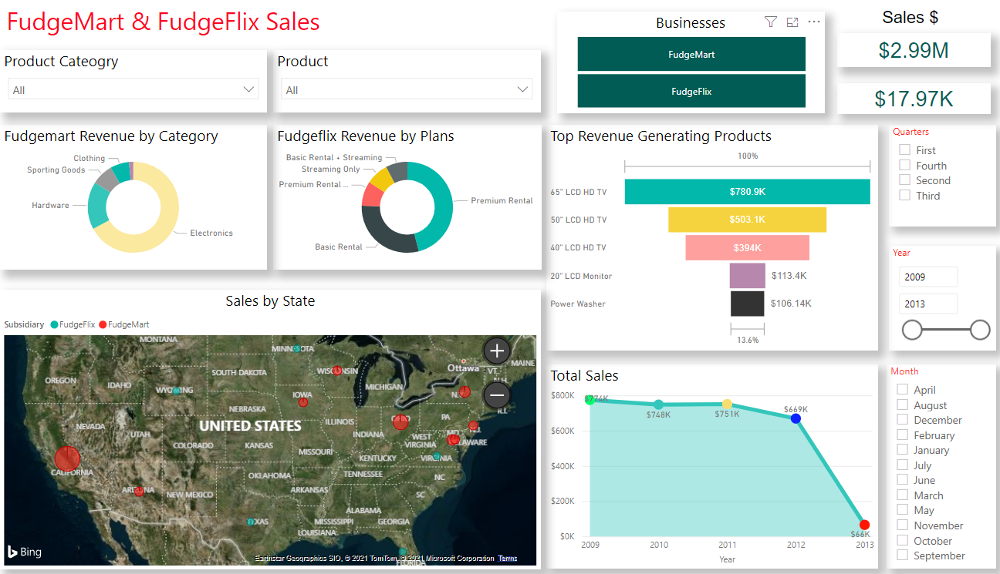 FudgeMart & FudgeFlix Sales
Businesses
Sales $
FudgeMart
FudgeFlix
$2.99M
$17.97K
Product Cateogry
All
Product
All
Fudgemart Revenue by Category
Clothing
Sporting Goods
Hardware
Electronics
Fudgeflix Revenue by Plans
Basic Rental + Streaming
Streaming Only
Premium Rental ...
Premium Rental
Basic Rental
Top Revenue Generating Products
100%
65" LCD HD TV
$780.9K
50" LCD HD TV
$503.1K
40" LCD HD TV
$394K
20" LCD Monitor
$113.4K
Power Washer
$106.14K
13.6%
Quarters
First
Fourth
Second
Third
Year
2009
2013
Sales by State
Subsidiary
FudgeFlix
FudgeMart
MONTANA
MINNESOTA
OREGON
IDAHO
WYOMING
SOUTH DAKOTA
WISCONSIN
MICHIGAN
Ottawa
VT.
MAINE
N.H.
IOWA
NEBRASKA
R.I.
NEVADA
UTAH
UNITED STATES
ILLINOIS
INDIANA
PA
COLORADO
KANSAS
MISSOURI
WEST
VIRGINIA
DELAWARE
KENTUCKY
VIRGINIA
CALIFORNIA
OKLAHOMA
TENNESSEE
NC
ARIZONA
NEW MEXICO
ARKANSAS
SC
ALABAMA
MISSISSIPPI
GEORGIA
TEXAS
LOUISIANA
FLORIDA
Bing
Earthstar Geographics SIO, © 2021 TomTom, © 2021 Microsoft Corporation Terms
Total Sales
$800K
$600K
$400K
$200K
$0K
$774K
$748K
$751K
$669K
$66K
2009
2010
2011
2012
2013
Year
Month
April
August
December
February
January
July
June
March
May
November
October
September